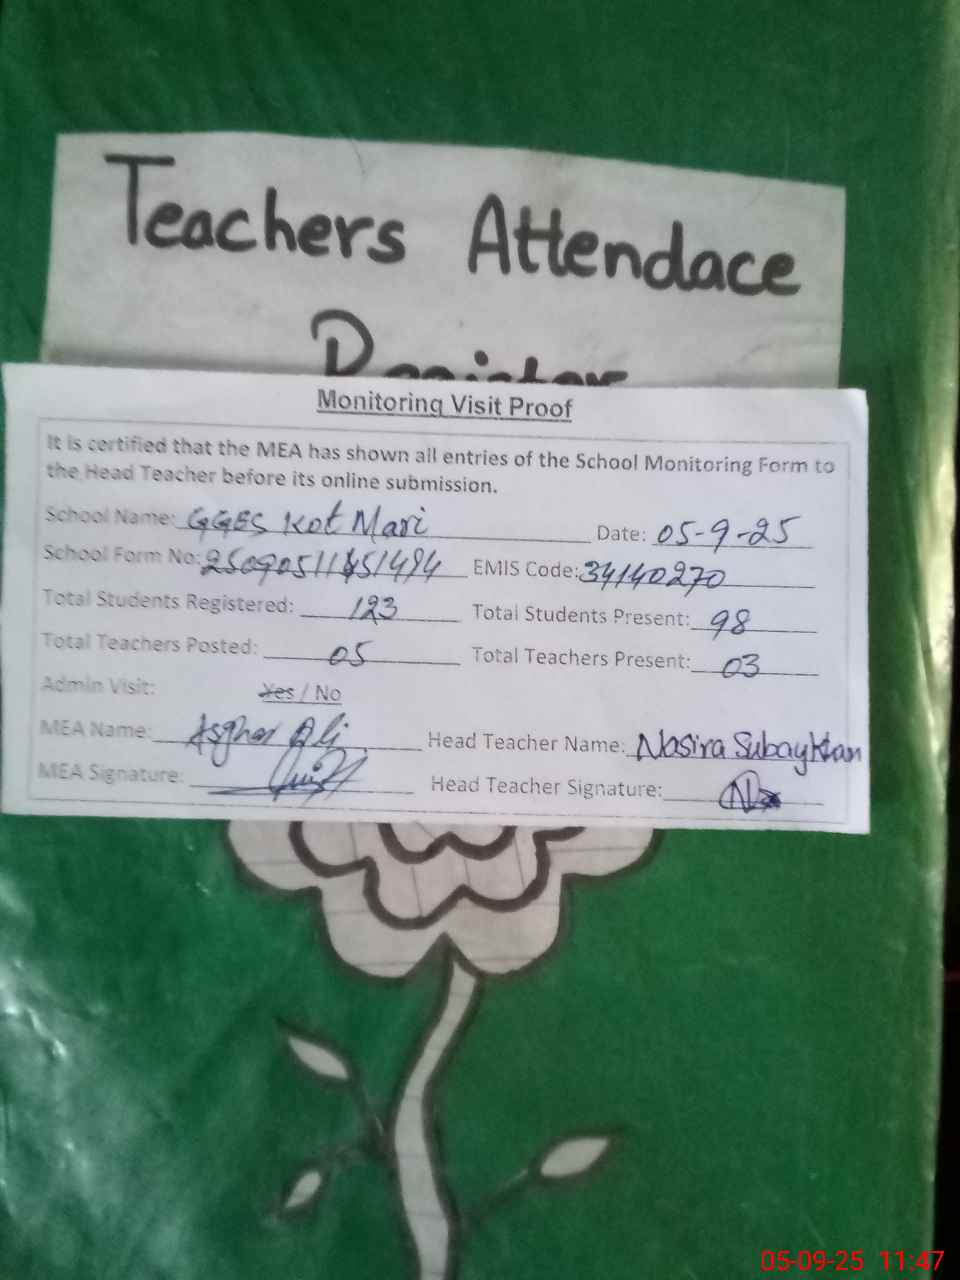 Teachers Attendace
Register
Monitoring Visit Proof
It is certified that the MEA has shown all entries of the School Monitoring Form to
the Head Teacher before its online submission.
School Name: GGES Kot Mari Date: 05-9-25
School Form No: EMIS Code: 34140270
Total Students Registered: 123 Total Students Present: 98
Total Teachers Posted: 05 Total Teachers Present: 03
Admin Visit: Yes / No
MEA Name: Asghar Ali Head Teacher Name: Nasira Subaykhan
MEA Signature: Head Teacher Signature:
05-09-25 11:47